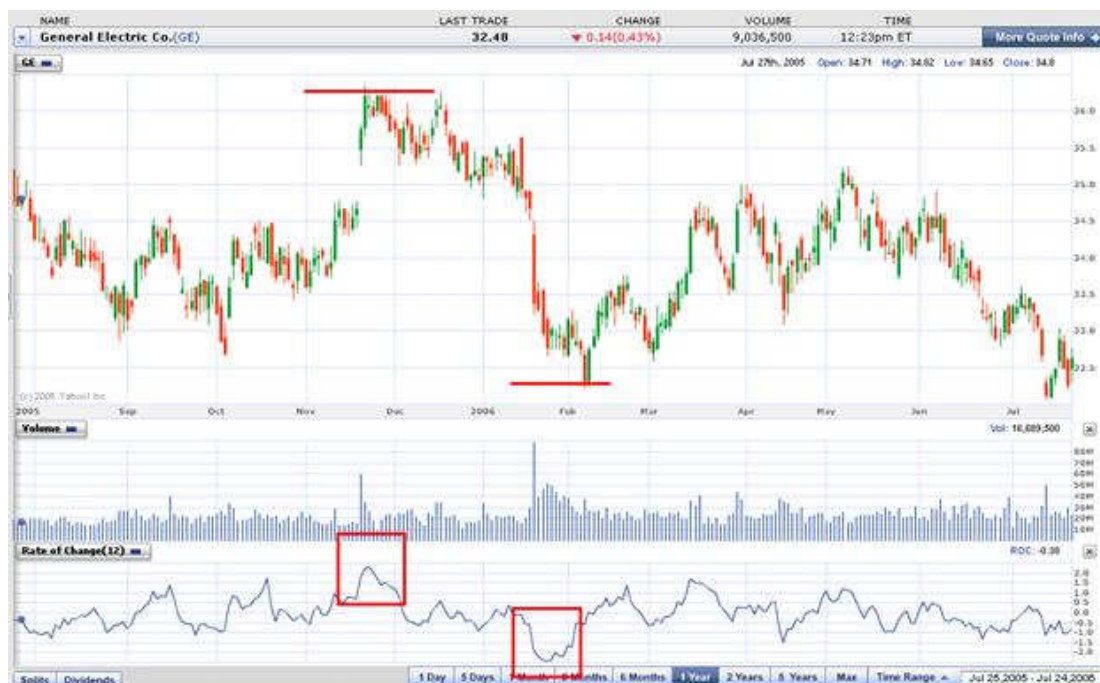 NAME LAST TRADE CHANGE VOLUME TIME
General Electric Co.(GE) 32.48 ▼ 0.14(0.43%) 9,036,500 12:23pm ET More Quote Info
GE Jul 27th, 2005 Open: 34.71 High: 34.82 Low: 34.65 Close: 34.8
36.0
35.5
35.0
34.5
34.0
33.5
33.0
32.5
2005 Sep Oct Nov Dec 2006 Feb Mar Apr May Jun Jul
Volume Vol: 16,689,500
80M
70M
60M
50M
40M
30M
20M
10M
Rate of Change(12) ROC: -0.38
2.0
1.5
1.0
0.5
0.0
-0.5
-1.0
-1.5
-2.0
Splits Dividends 1 Day 5 Days Months 6 Months 1 Year 2 Years 5 Years Max Time Range Jul 25,2005 - Jul 24,2006